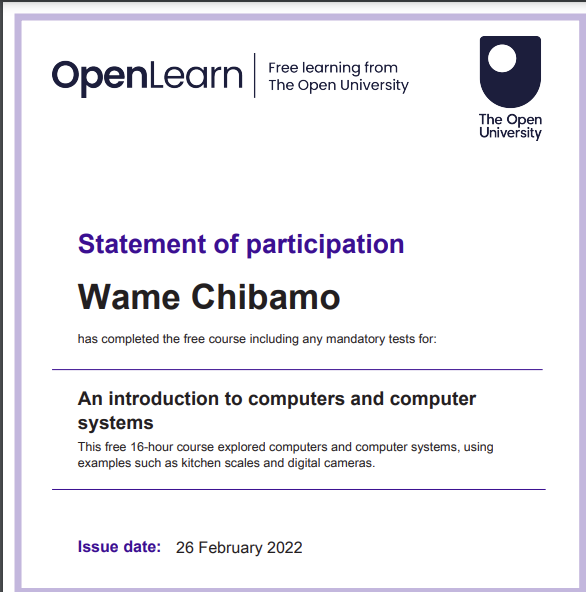 OpenLearn
Free learning from
The Open University
The Open
University
Statement of participation
Wame Chibamo
has completed the free course including any mandatory tests for:
An introduction to computers and computer
systems
This free 16-hour course explored computers and computer systems, using
examples such as kitchen scales and digital cameras.
Issue date: 26 February 2022